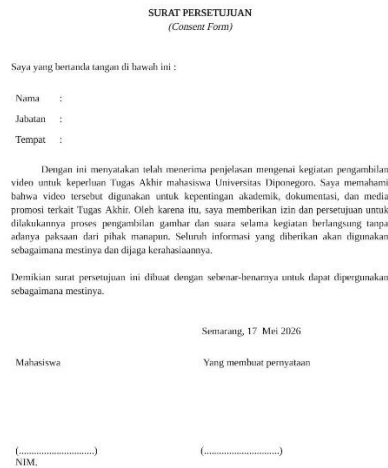 SURAT PERSETUJUAN
(Consent Form)
Saya yang bertanda tangan di bawah ini :
Nama :
Jabatan :
Tempat :
Dengan ini menyatakan telah menerima penjelasan mengenai kegiatan pengambilan
video untuk keperluan Tugas Akhir mahasiswa Universitas Diponegoro. Saya memahami
bahwa video tersebut digunakan untuk kepentingan akademik, dokumentasi, dan media
promosi terkait Tugas Akhir. Oleh karena itu, saya memberikan izin dan persetujuan untuk
dilakukannya proses pengambilan gambar dan suara selama kegiatan berlangsung tanpa
adanya paksaan dari pihak manapun. Seluruh informasi yang diberikan akan digunakan
sebagaimana mestinya dan dijaga kerahasiaannya.
Demikian surat persetujuan ini dibuat dengan sebenar-benarnya untuk dapat dipergunakan
sebagaimana mestinya.
Semarang, 17 Mei 2026
Mahasiswa Yang membuat pernyataan
(..............................) (..............................)
NIM.